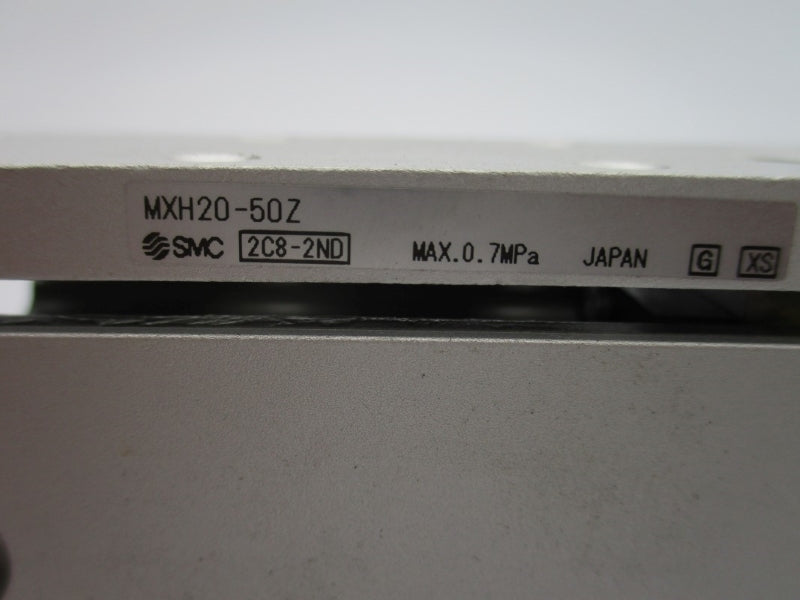 MXH20-50Z
SMC 2C8-2ND MAX.0.7MPa JAPAN G XS